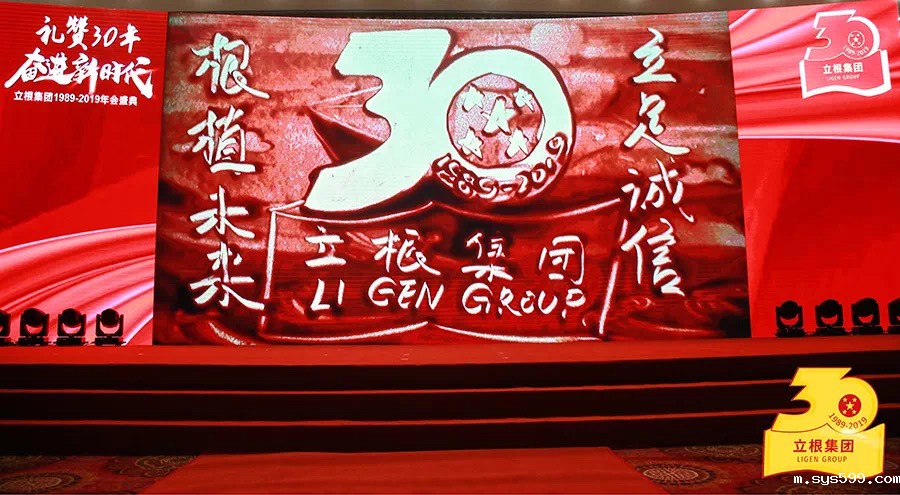 礼赞30年
奋进新时代
立根集团1989-2019年会盛典
根植未来
30
1989-2019
立根集团
LI GEN GROUP
立足诚信
30
1989-2019
立根集团
LIGEN GROUP
30
1989-2019
立根集团
LIGEN GROUP
m.sys599.com